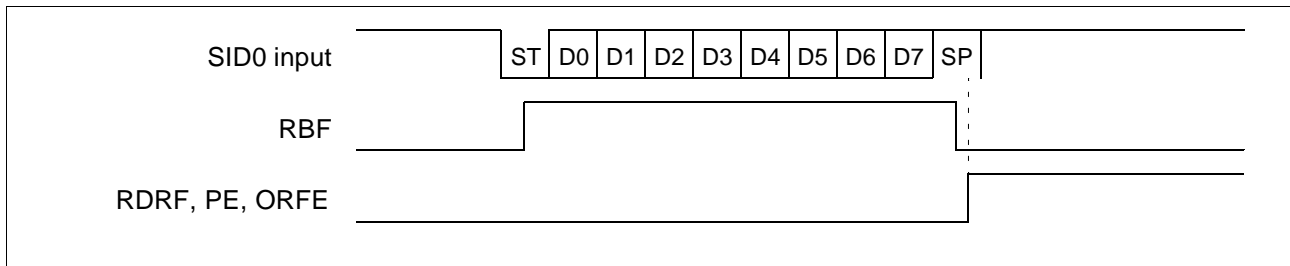 SID0 input ST D0 D1 D2 D3 D4 D5 D6 D7 SP
RBF
RDRF, PE, ORFE